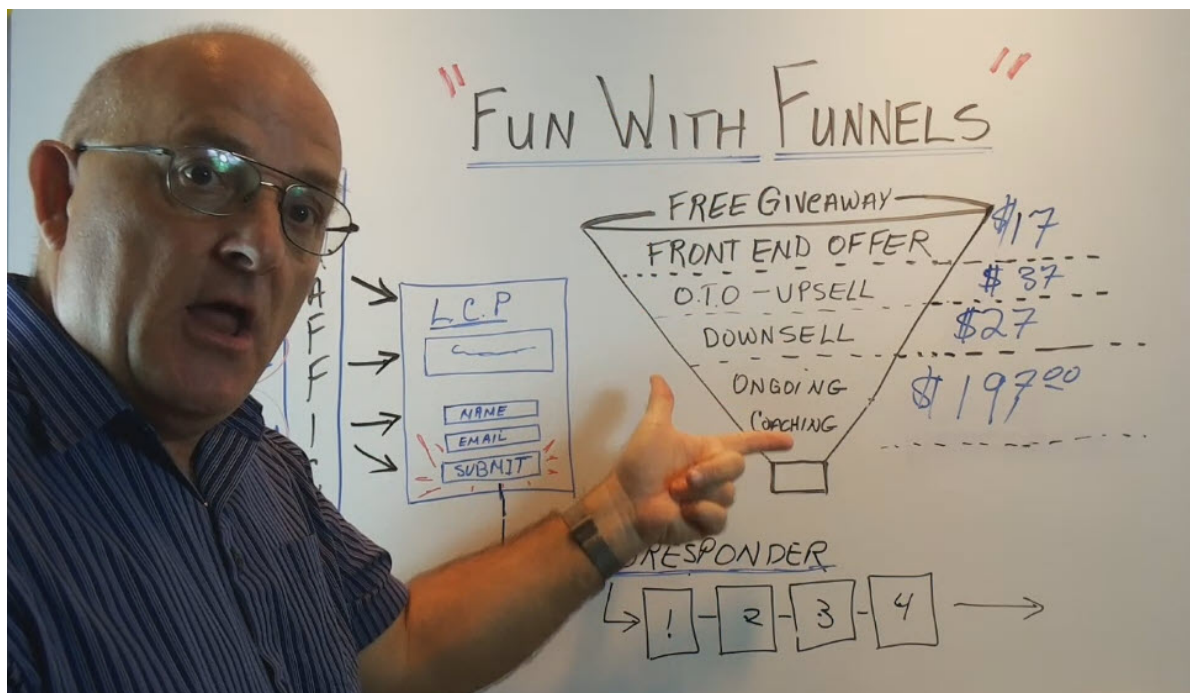 "FUN WITH FUNNELS"
FREE GIVEAWAY
FRONT END OFFER
$17
O.T.O - UPSELL
$37
DOWNSELL
$27
ONGOING
COACHING
$197.00
L.C.P
NAME
EMAIL
SUBMIT
1 - 2 - 3 - 4